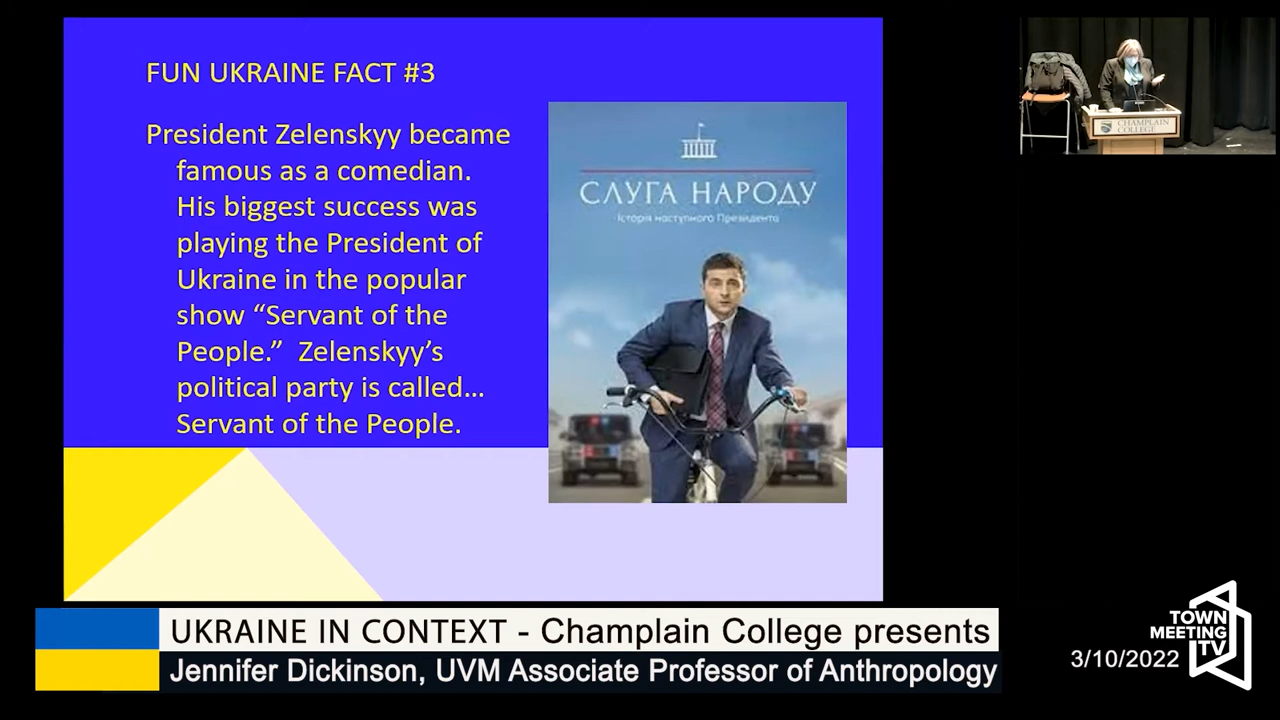 FUN UKRAINE FACT #3
President Zelenskyy became
famous as a comedian.
His biggest success was
playing the President of
Ukraine in the popular
show “Servant of the
People.” Zelenskyy’s
political party is called…
Servant of the People.
СЛУГА НАРОДУ
Історія наступного Президента
CHAMPLAIN
COLLEGE
UKRAINE IN CONTEXT - Champlain College presents
Jennifer Dickinson, UVM Associate Professor of Anthropology
3/10/2022
TOWN
MEETING
TV